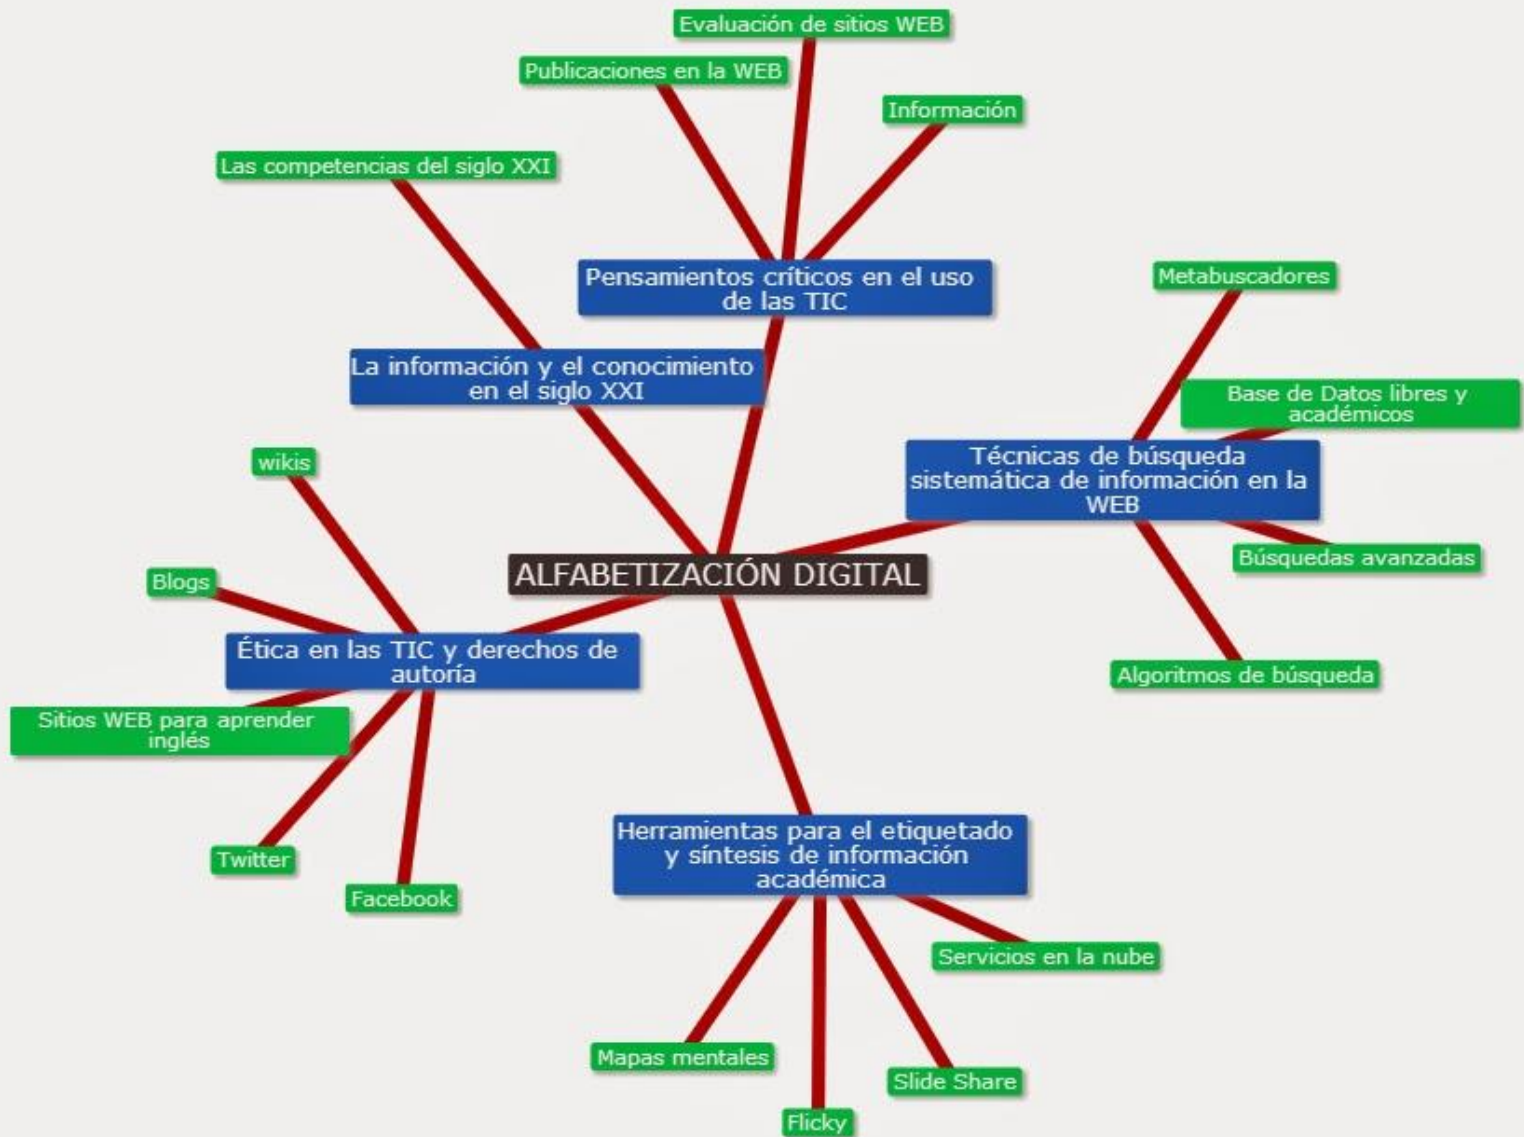 Evaluación de sitios WEB
Publicaciones en la WEB
Información
Las competencias del siglo XXI
Pensamientos críticos en el uso
de las TIC
Metabuscadores
La información y el conocimiento
en el siglo XXI
Base de Datos libres y
académicos
Técnicas de búsqueda
sistemática de información en la
WEB
wikis
Búsquedas avanzadas
ALFABETIZACIÓN DIGITAL
Blogs
Ética en las TIC y derechos de
autoría
Algoritmos de búsqueda
Sitios WEB para aprender
inglés
Twitter
Facebook
Herramientas para el etiquetado
y síntesis de información
académica
Servicios en la nube
Mapas mentales
Slide Share
Flicky